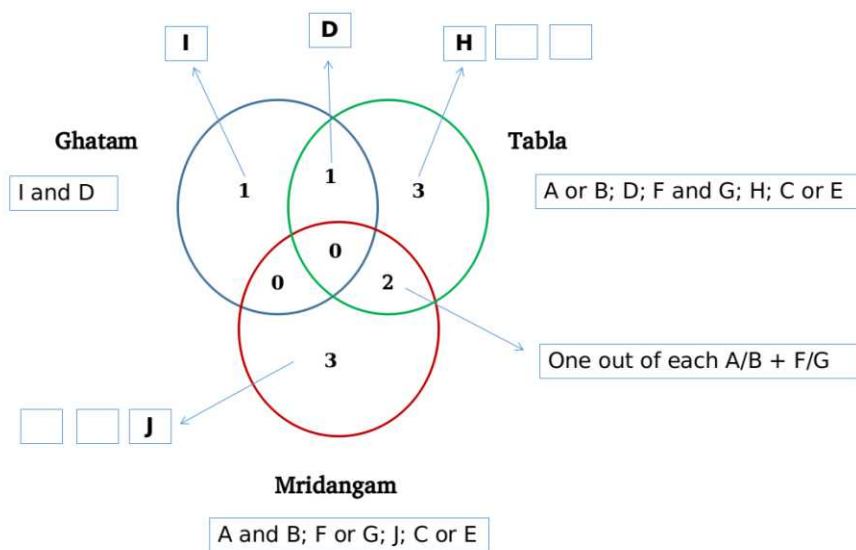 I
D
H
Ghatam
Tabla
I and D
1
1
3
A or B; D; F and G; H; C or E
0
0
2
3
One out of each A/B + F/G
J
Mridangam
A and B; F or G; J; C or E